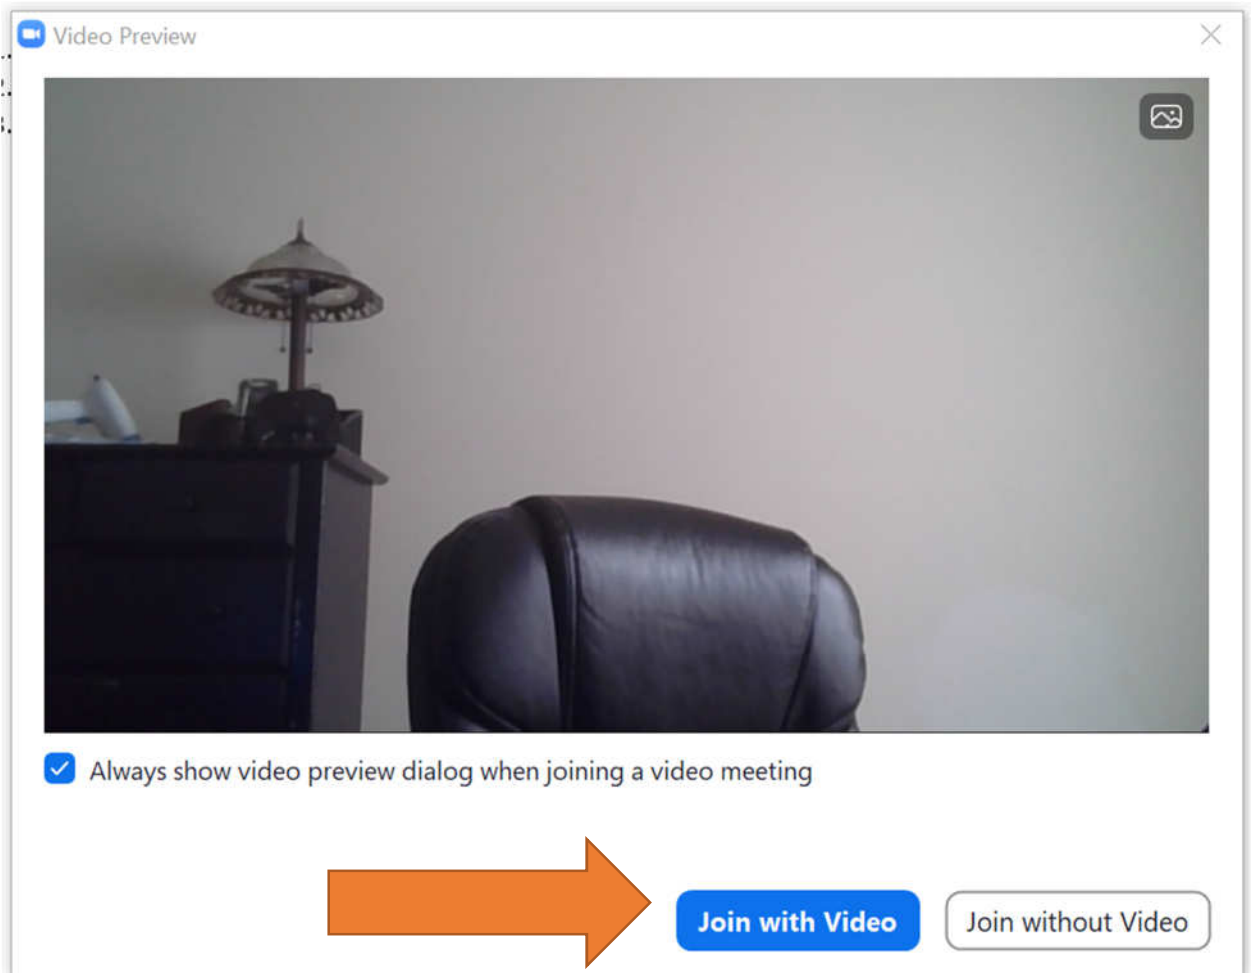 Video Preview
Always show video preview dialog when joining a video meeting
Join with Video
Join without Video